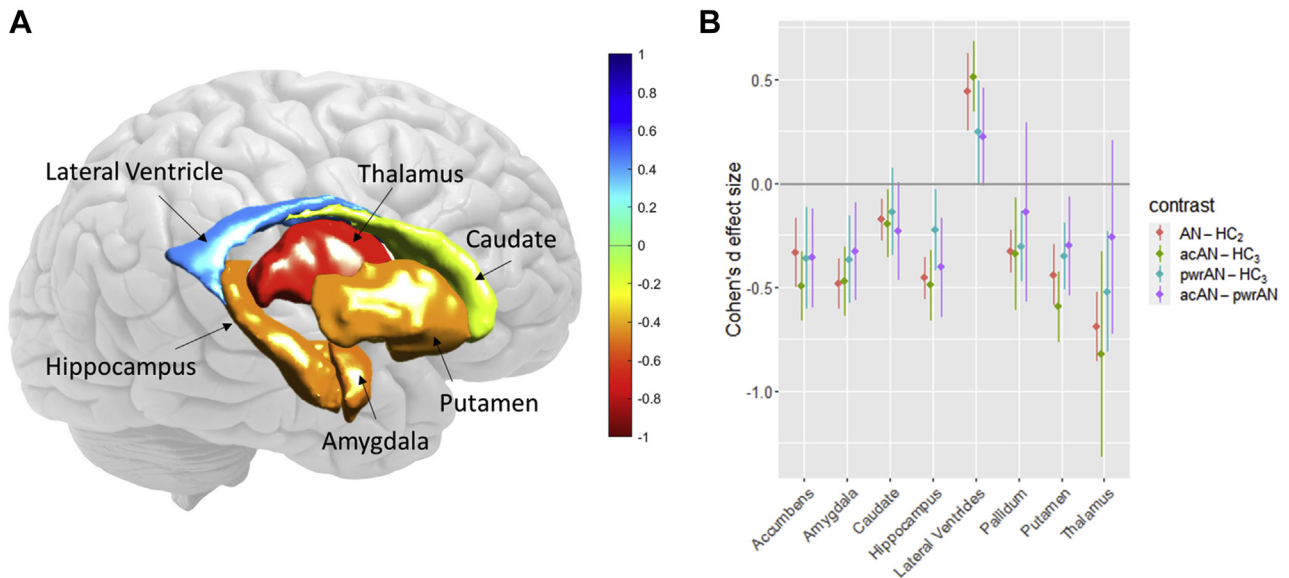 A
Lateral Ventricle
Thalamus
Caudate
Hippocampus
Putamen
Amygdala
1
0.8
0.6
0.4
0.2
0
-0.2
-0.4
-0.6
-0.8
-1
B
Cohen's d effect size
0.5
0.0
-0.5
-1.0
Accumbens
Amygdala
Caudate
Hippocampus
Lateral Ventrides
Pallidum
Putamen
Thalamus
contrast
AN – HC2
acAN – HC3
pwrAN – HC3
acAN – pwrAN